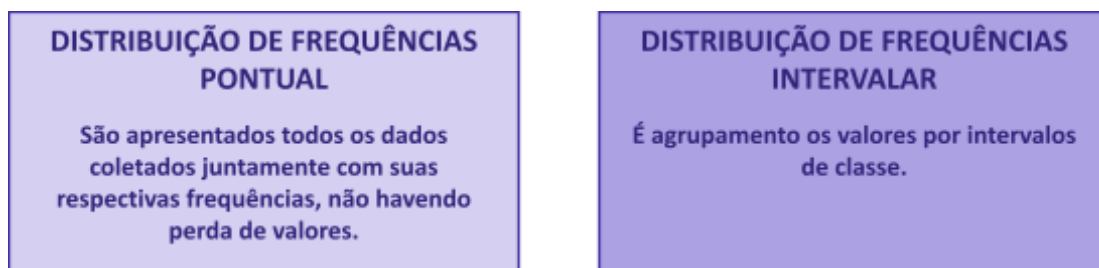 DISTRIBUIÇÃO DE FREQUÊNCIAS
PONTUAL
São apresentados todos os dados
coletados juntamente com suas
respectivas frequências, não havendo
perda de valores.
DISTRIBUIÇÃO DE FREQUÊNCIAS
INTERVALAR
É agrupamento os valores por intervalos
de classe.